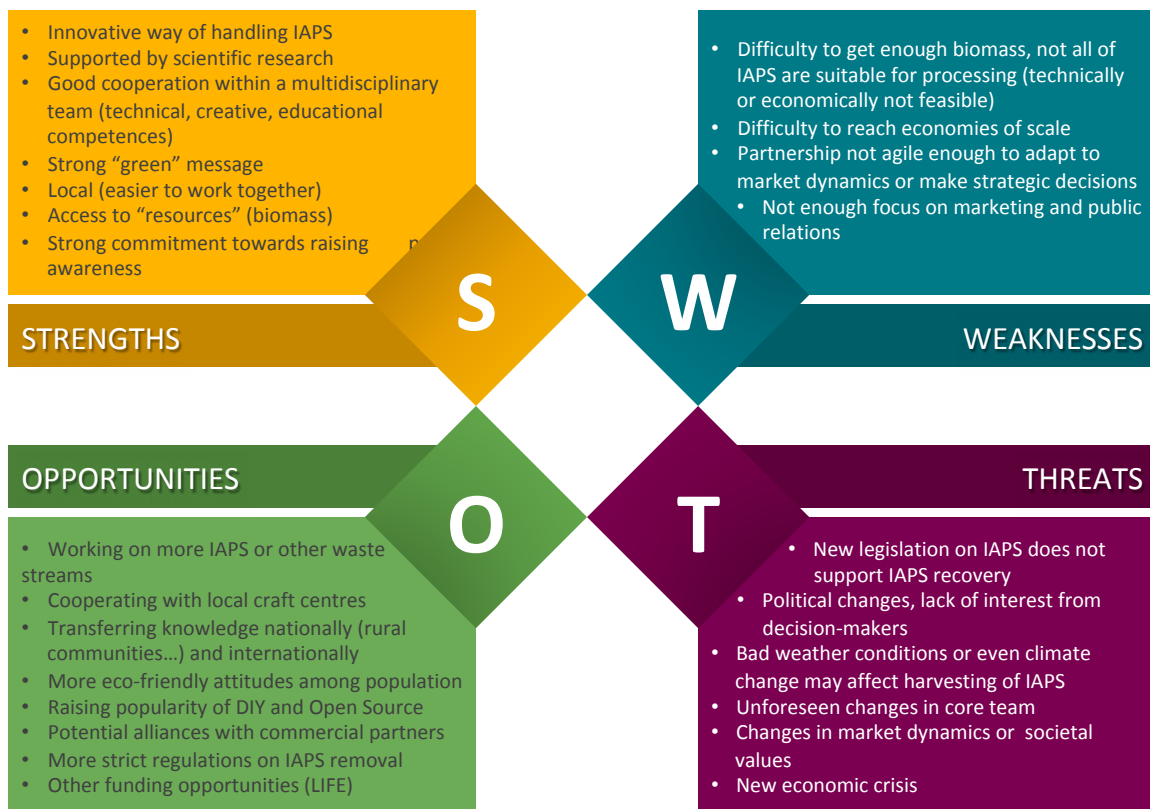 • Innovative way of handling IAPS
• Supported by scientific research
• Good cooperation within a multidisciplinary
team (technical, creative, educational
competences)
• Strong “green” message
• Local (easier to work together)
• Access to “resources” (biomass)
• Strong commitment towards raising
awareness
S
STRENGTHS
• Difficulty to get enough biomass, not all of
IAPS are suitable for processing (technically
or economically not feasible)
• Difficulty to reach economies of scale
• Partnership not agile enough to adapt to
market dynamics or make strategic decisions
• Not enough focus on marketing and public
relations
W
WEAKNESSES
OPPORTUNITIES
O
• Working on more IAPS or other waste
streams
• Cooperating with local craft centres
• Transferring knowledge nationally (rural
communities…) and internationally
• More eco-friendly attitudes among population
• Raising popularity of DIY and Open Source
• Potential alliances with commercial partners
• More strict regulations on IAPS removal
• Other funding opportunities (LIFE)
THREATS
T
• New legislation on IAPS does not
support IAPS recovery
• Political changes, lack of interest from
decision-makers
• Bad weather conditions or even climate
change may affect harvesting of IAPS
• Unforeseen changes in core team
• Changes in market dynamics or societal
values
• New economic crisis